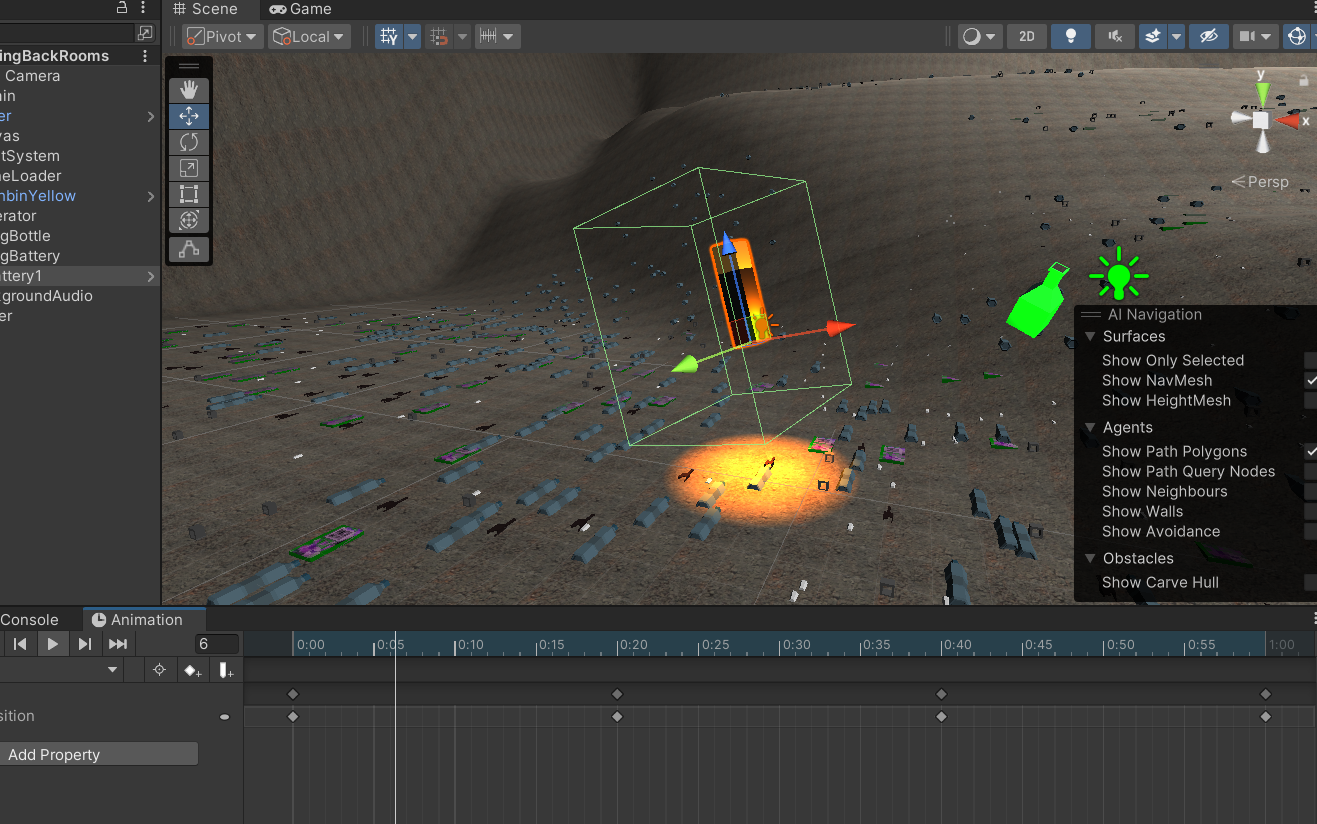 Scene
Game
ingBackRooms
Pivot
Local
2D
Camera
in
er
vas
tSystem
eLoader
nbinYellow
erator
gBottle
gBattery
attery1
groundAudio
er
y
x
Persp
AI Navigation
Surfaces
Show Only Selected
Show NavMesh
Show HeightMesh
Agents
Show Path Polygons
Show Path Query Nodes
Show Neighbours
Show Walls
Show Avoidance
Obstacles
Show Carve Hull
Console
Animation
6
0:00 0:05 0:10 0:15 0:20 0:25 0:30 0:35 0:40 0:45 0:50 0:55 1:00
sition
Add Property